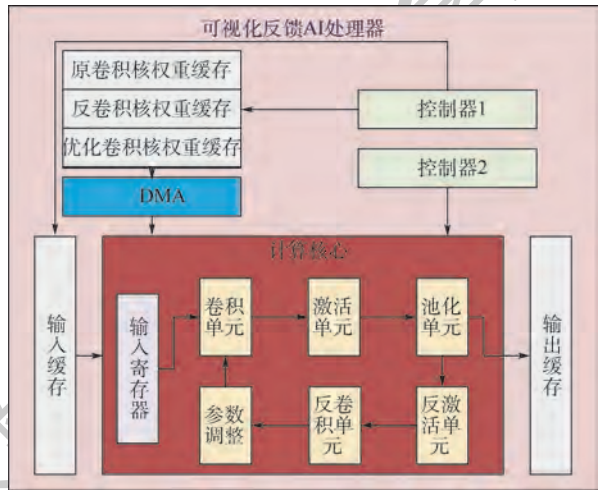 可视化反馈AI处理器
原卷积核权重缓存
反卷积核权重缓存
优化卷积核权重缓存
控制器1
控制器2
DMA
计算核心
输入缓存
输入寄存器
卷积
单元
激活
单元
池化
单元
输出缓存
参数
调整
反卷
积单
元
反激
活单
元